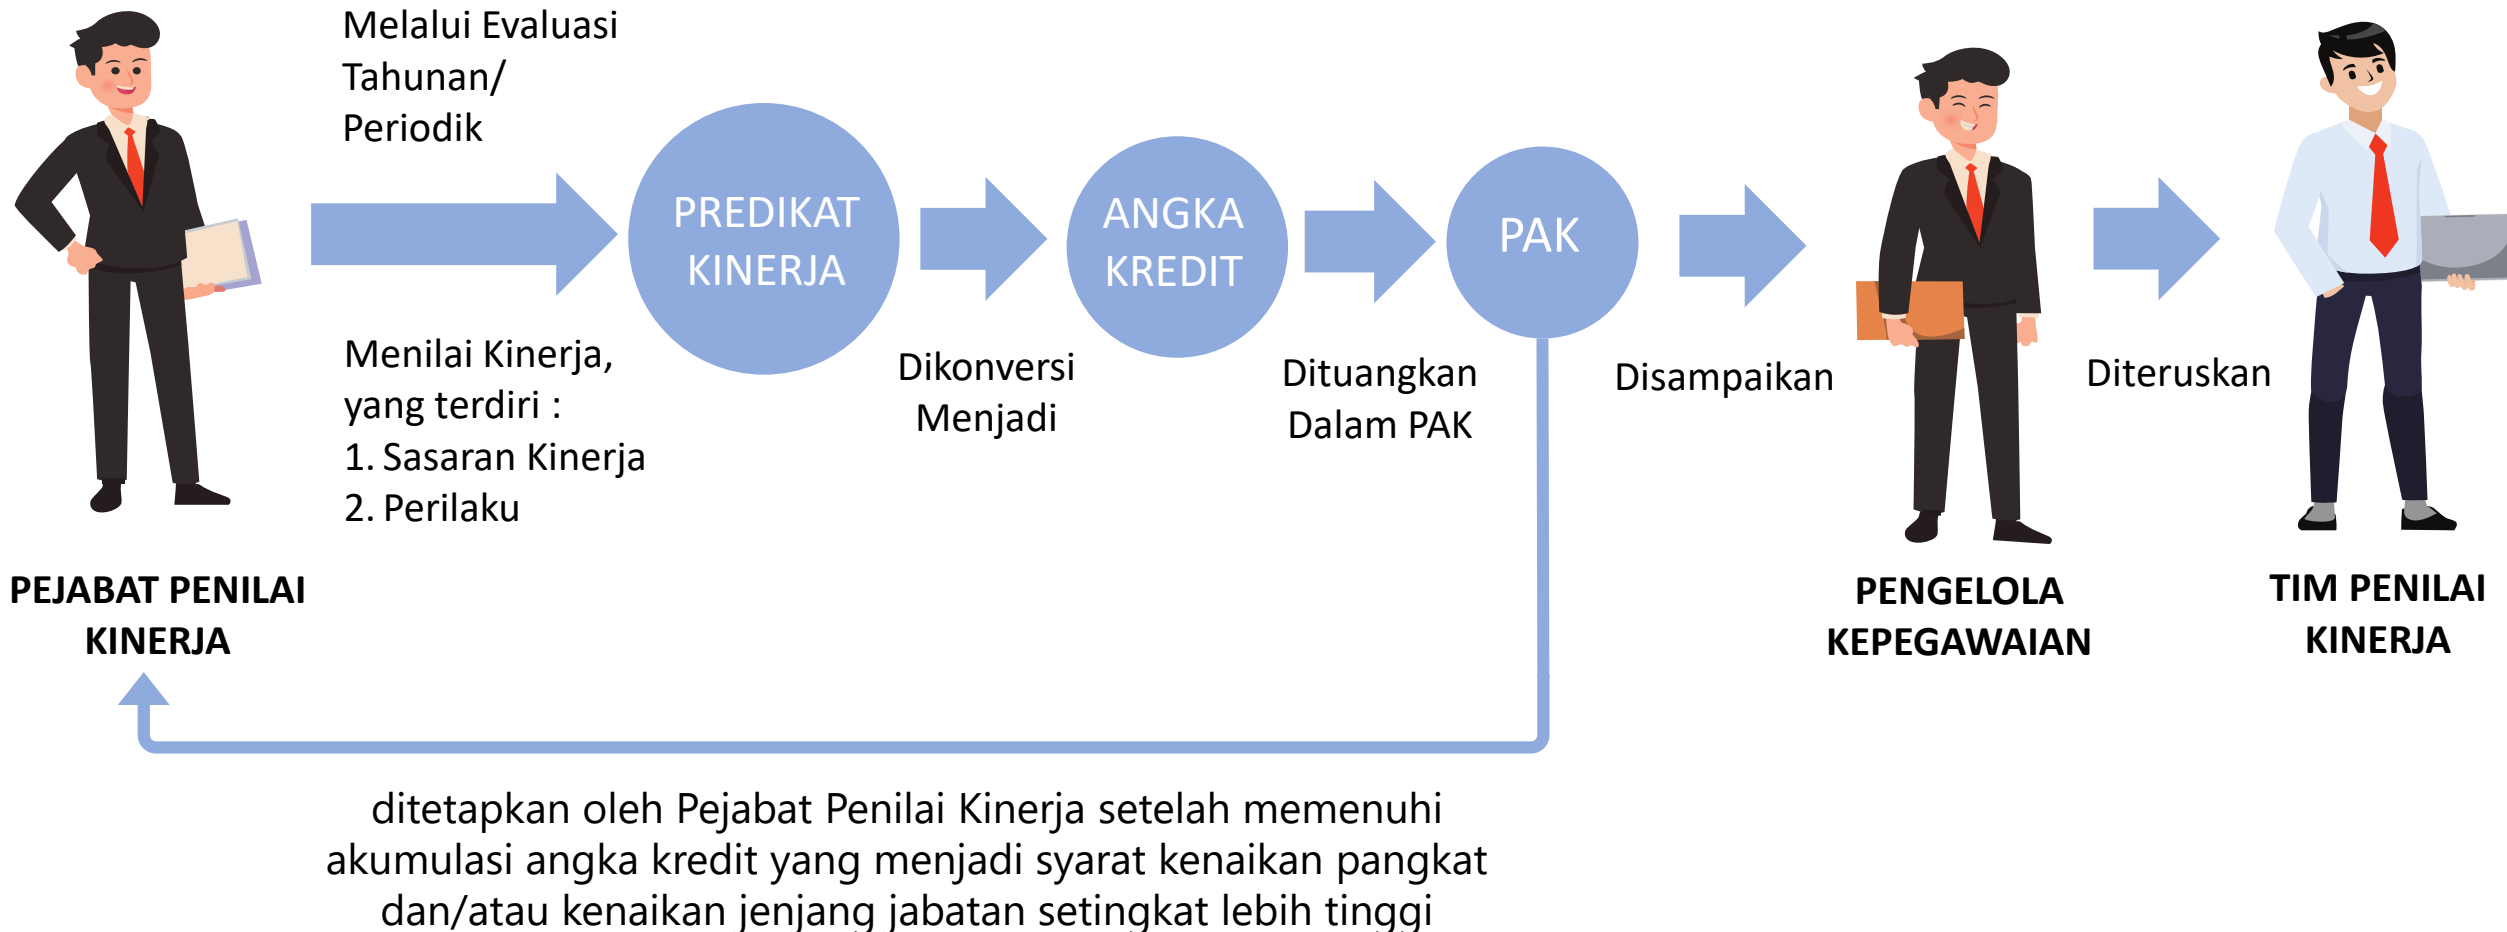 Melalui Evaluasi
Tahunan/
Periodik
PREDIKAT
KINERJA
ANGKA
KREDIT
PAK
Menilai Kinerja,
yang terdiri :
1. Sasaran Kinerja
2. Perilaku
Dikonversi
Menjadi
Dituangkan
Dalam PAK
Disampaikan
Diteruskan
PEJABAT PENILAI
KINERJA
PENGELOLA
KEPEGAWAIAN
TIM PENILAI
KINERJA
ditetapkan oleh Pejabat Penilai Kinerja setelah memenuhi
akumulasi angka kredit yang menjadi syarat kenaikan pangkat
dan/atau kenaikan jenjang jabatan setingkat lebih tinggi